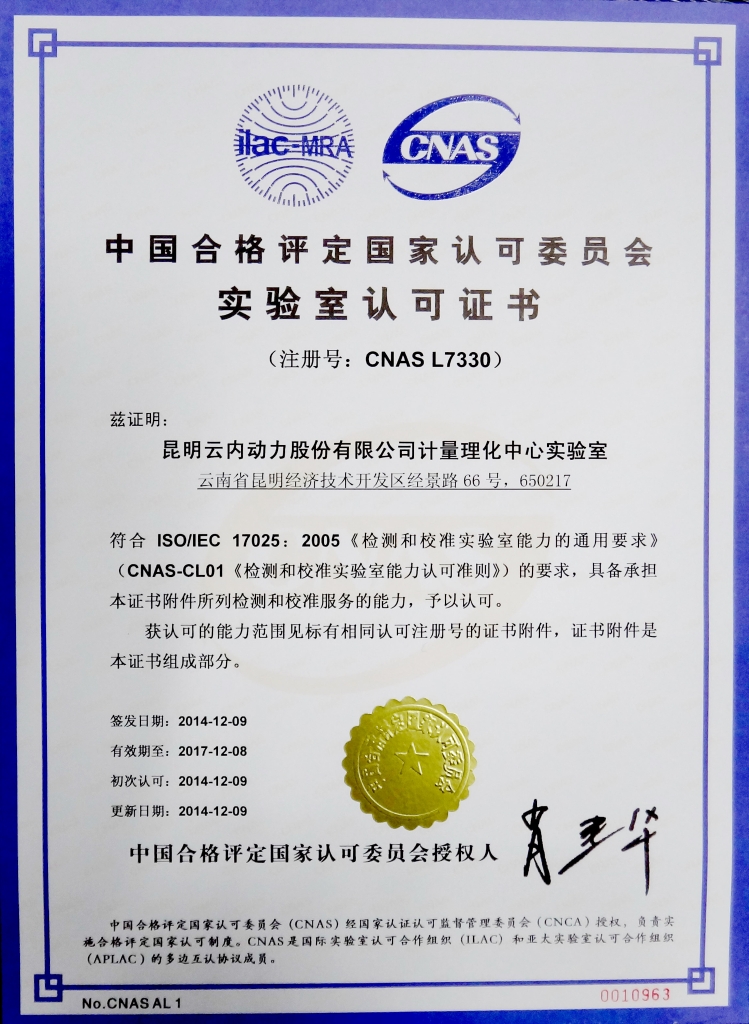 ilac-MRA
CNAS
中国合格评定国家认可委员会
实验室认可证书
（注册号：CNAS L7330）
兹证明：
昆明云内动力股份有限公司计量理化中心实验室
云南省昆明经济技术开发区经景路 66 号，650217
符合 ISO/IEC 17025：2005《检测和校准实验室能力的通用要求》
（CNAS-CL01《检测和校准实验室能力认可准则》）的要求，具备承担
本证书附件所列检测和校准服务的能力，予以认可。
获认可的能力范围见标有相同认可注册号的证书附件，证书附件是
本证书组成部分。
签发日期：2014-12-09
有效期至：2017-12-08
初次认可：2014-12-09
更新日期：2014-12-09
中国合格评定国家认可委员会
中国合格评定国家认可委员会授权人
中国合格评定国家认可委员会（CNAS）经国家认证认可监督管理委员会（CNCA）授权，负责实
施合格评定国家认可制度。CNAS是国际实验室认可合作组织（ILAC）和亚太实验室认可合作组织
（APLAC）的多边互认协议成员。
No.CNAS AL 1
0010963